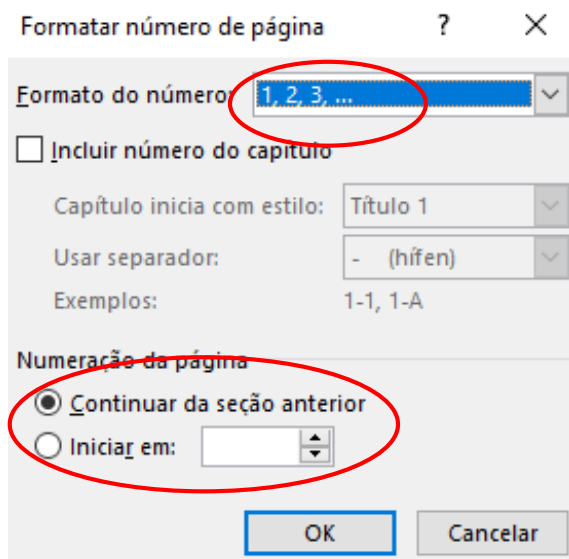 Formatar número de página ? ×
Formato do número: 1, 2, 3, ...
Incluir número do capítulo
Capítulo inicia com estilo: Título 1
Usar separador: - (hífen)
Exemplos: 1-1, 1-A
Numeração da página
Continuar da seção anterior
Iniciar em:
OK Cancelar